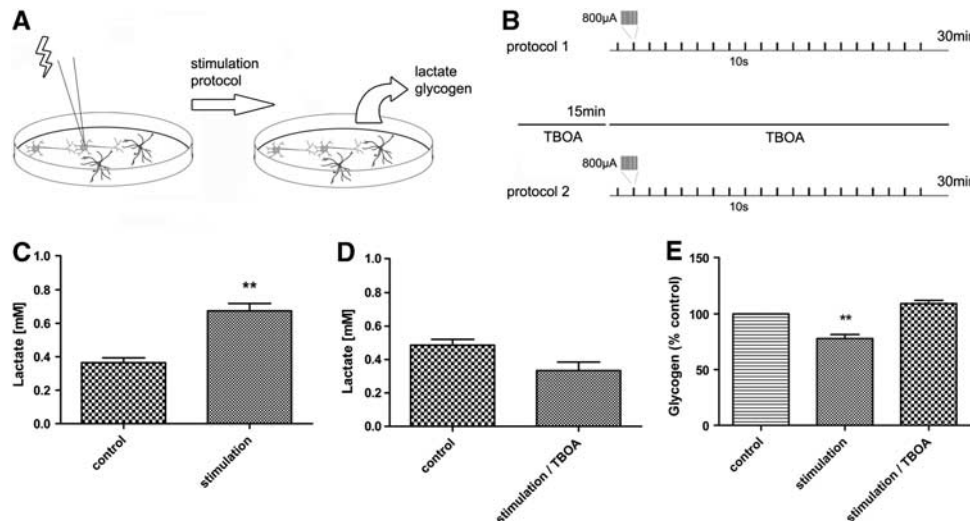 A
stimulation
protocol
lactate
glycogen
B
800µA
protocol 1
30min
10s
15min
TBOA
TBOA
800µA
protocol 2
30min
10s
C
Lactate [mM]
1.0
0.8
0.6
0.4
0.2
0.0
**
control
stimulation
D
Lactate [mM]
1.0
0.8
0.6
0.4
0.2
0.0
control
stimulation / TBOA
E
Glycogen (% control)
150
100
50
0
**
control
stimulation
stimulation / TBOA